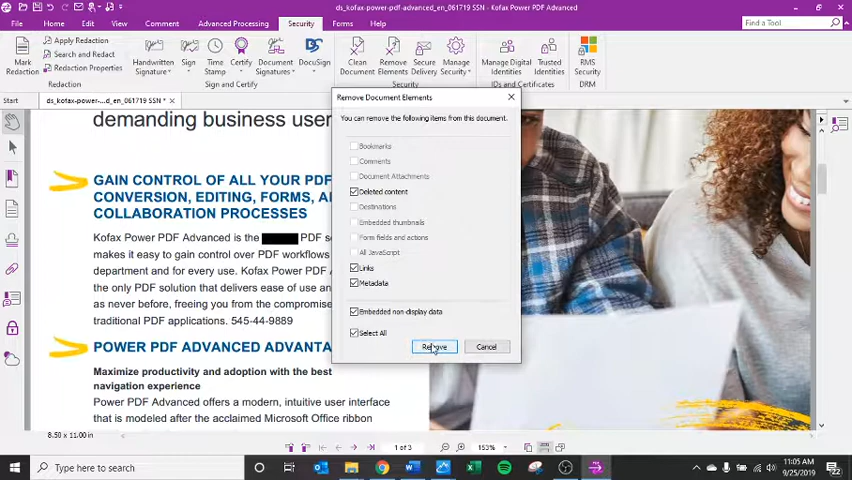 ds_kofax-power-pdf-advanced_en_061719 SSN - Kofax Power PDF Advanced
File Home Edit View Comment Advanced Processing Security Forms Help Find a Tool
Mark Redaction
Apply Redaction
Search and Redact
Redaction Properties
Redaction
Handwritten Signature
Sign
Time Stamp
Certify
Document Signatures
DocuSign
Sign and Certify
Clean Document
Remove Elements
Secure Delivery
Manage Security
Manage Digital Identities
Trusted Identities
IDs and Certificates
RMS Security
DRM
Start ds_kofax-power-...d_en_061719 SSN *
demanding business user
GAIN CONTROL OF ALL YOUR PDF
CONVERSION, EDITING, FORMS, A
COLLABORATION PROCESSES
Kofax Power PDF Advanced is the PDF s
makes it easy to gain control over PDF workflows
department and for every use. Kofax Power PDF A
the only PDF solution that delivers ease of use an
as never before, freeing you from the compromise
traditional PDF applications. 545-44-9889
POWER PDF ADVANCED ADVANTA
Maximize productivity and adoption with the best
navigation experience
Power PDF Advanced offers a modern, intuitive user interface
that is modeled after the acclaimed Microsoft Office ribbon
Remove Document Elements
You can remove the following items from this document.
Bookmarks
Comments
Document Attachments
Deleted content
Destinations
Embedded thumbnails
Form fields and actions
All JavaScript
Links
Metadata
Embedded non-display data
Select All
Remove Cancel
8.50 x 11.00 in
1 of 3
153%
Type here to search
11:05 AM
9/25/2019
22